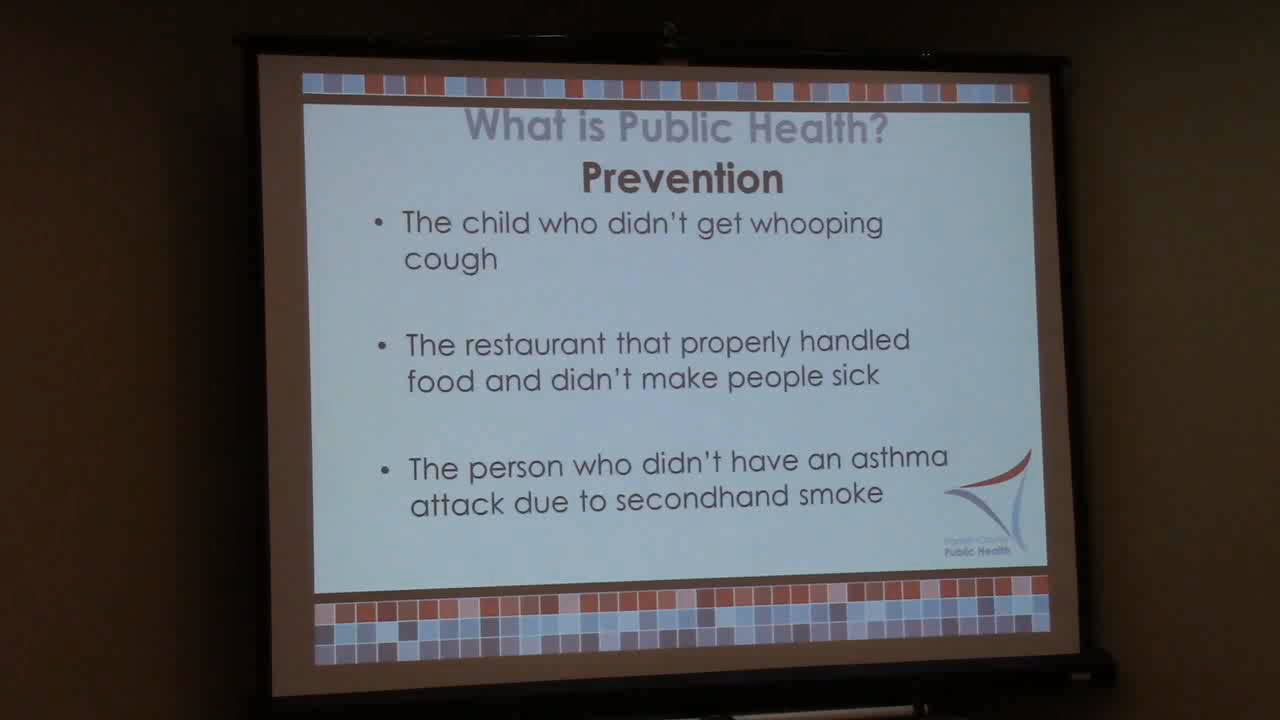 What is Public Health?
Prevention
• The child who didn't get whooping
cough
• The restaurant that properly handled
food and didn't make people sick
• The person who didn't have an asthma
attack due to secondhand smoke
Public Health